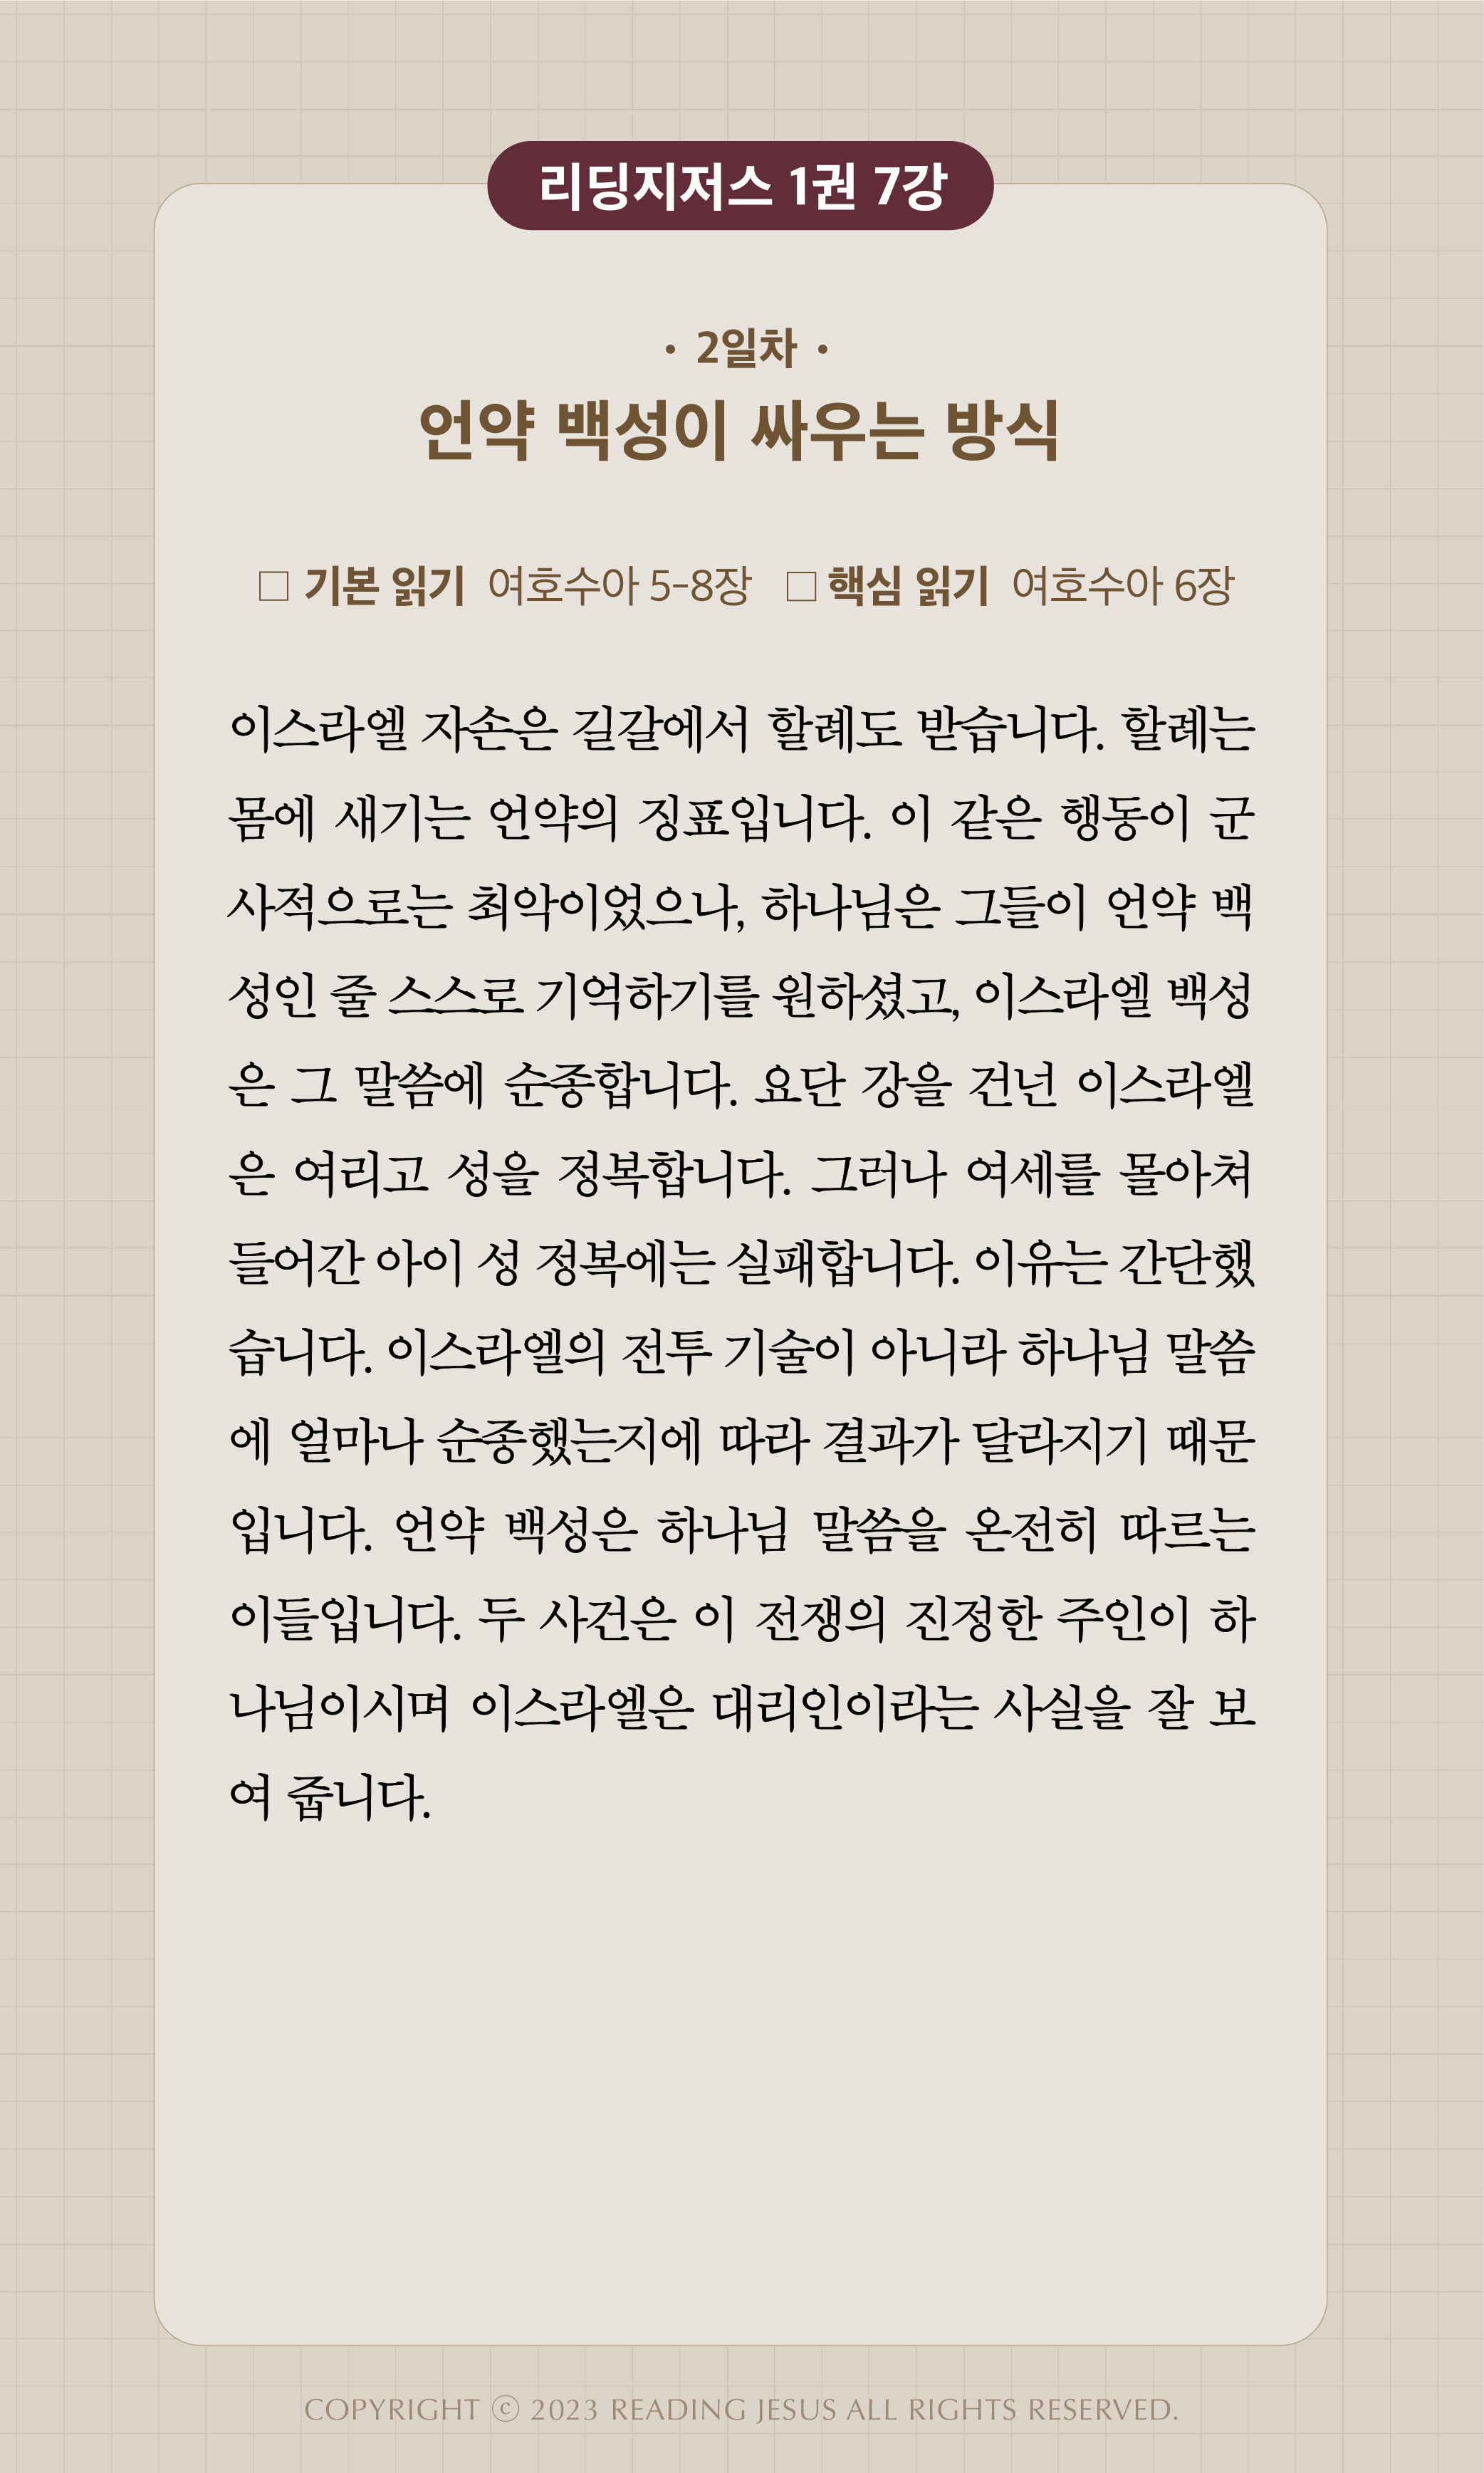 리딩지저스 1권 7강
· 2일차 ·
언약 백성이 싸우는 방식
□ 기본 읽기 여호수아 5-8장 □ 핵심 읽기 여호수아 6장
이스라엘 자손은 길갈에서 할례도 받습니다. 할례는
몸에 새기는 언약의 징표입니다. 이 같은 행동이 군
사적으로는 최악이었으나, 하나님은 그들이 언약 백
성인 줄 스스로 기억하기를 원하셨고, 이스라엘 백성
은 그 말씀에 순종합니다. 요단 강을 건넌 이스라엘
은 여리고 성을 정복합니다. 그러나 여세를 몰아쳐
들어간 아이 성 정복에는 실패합니다. 이유는 간단했
습니다. 이스라엘의 전투 기술이 아니라 하나님 말씀
에 얼마나 순종했는지에 따라 결과가 달라지기 때문
입니다. 언약 백성은 하나님 말씀을 온전히 따르는
이들입니다. 두 사건은 이 전쟁의 진정한 주인이 하
나님이시며 이스라엘은 대리인이라는 사실을 잘 보
여 줍니다.
COPYRIGHT ⓒ 2023 READING JESUS ALL RIGHTS RESERVED.